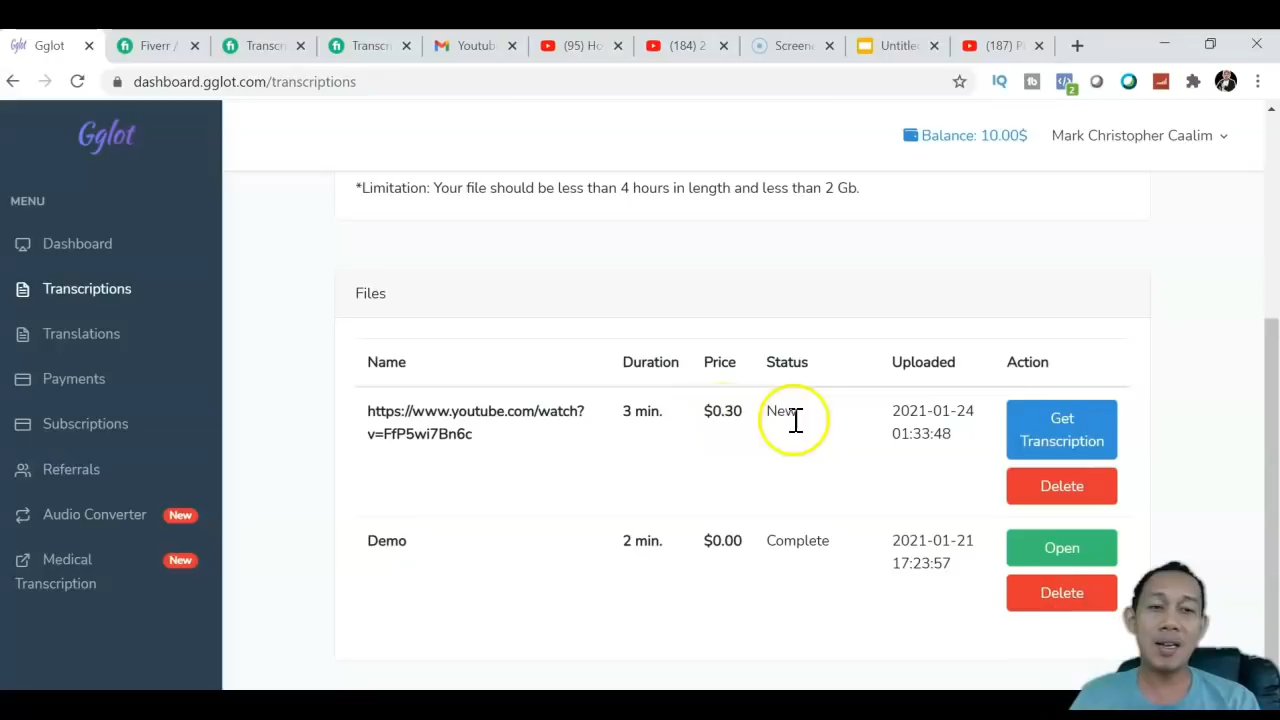 Gglot
Fiverr /
Transcr
Transcr
Youtub
(95) Ho
(184) 2
Screen
Untitle
(187) P
dashboard.gglot.com/transcriptions
IQ
tb
2
Gglot
Balance: 10.00$
Mark Christopher Caalim
*Limitation: Your file should be less than 4 hours in length and less than 2 Gb.
MENU
Dashboard
Transcriptions
Translations
Payments
Subscriptions
Referrals
Audio Converter New
Medical New
Transcription
Files
Name Duration Price Status Uploaded Action
https://www.youtube.com/watch? 3 min. $0.30 New 2021-01-24 Get
v=FfP5wi7Bn6c 01:33:48 Transcription
Delete
Demo 2 min. $0.00 Complete 2021-01-21 Open
17:23:57
Delete